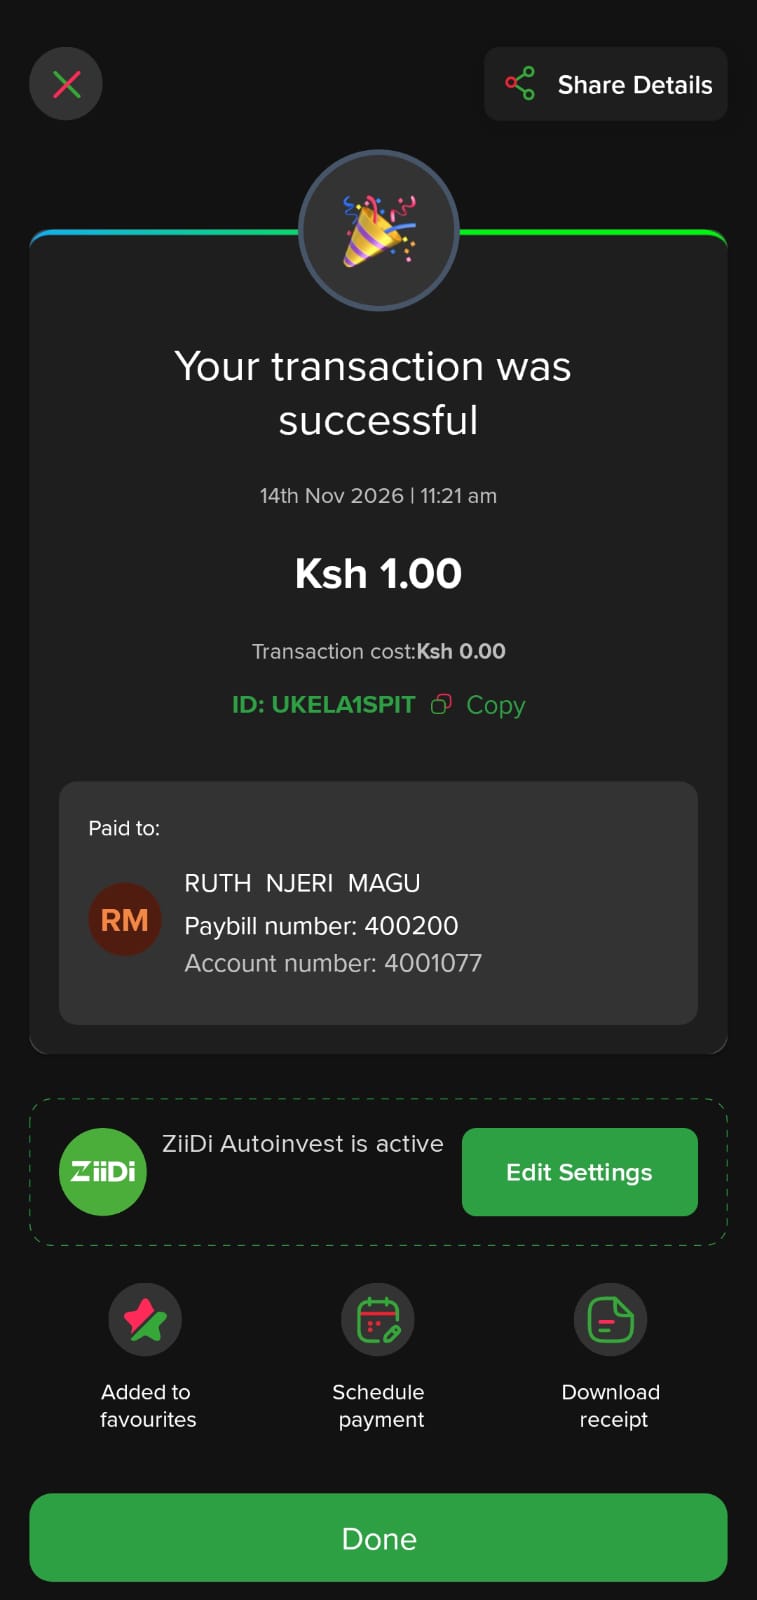 Share Details
Your transaction was
successful
14th Nov 2026 | 11:21 am
Ksh 1.00
Transaction cost:Ksh 0.00
ID: UKELA1SPIT Copy
Paid to:
RM
RUTH NJERI MAGU
Paybill number: 400200
Account number: 4001077
ZiiDi
ZiiDi Autoinvest is active
Edit Settings
Added to
favourites
Schedule
payment
Download
receipt
Done